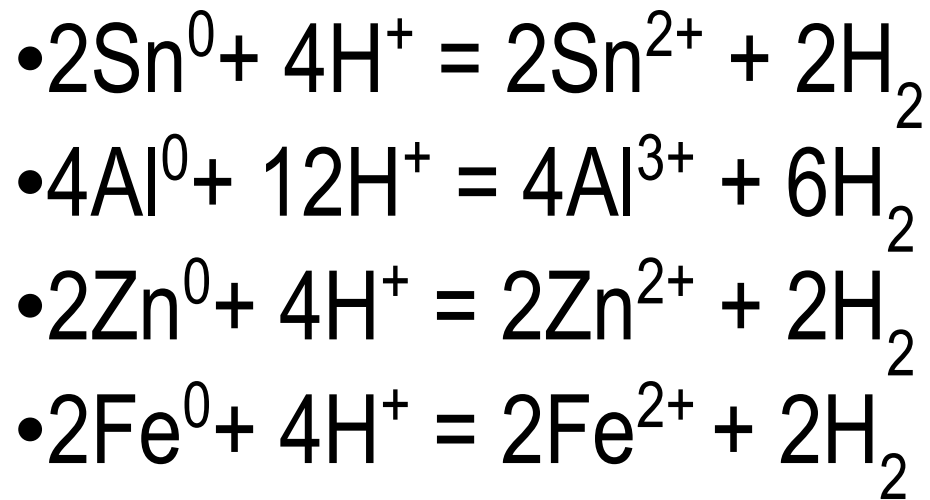 •2Sn⁰+ 4H⁺ = 2Sn²⁺ + 2H₂
•4Al⁰+ 12H⁺ = 4Al³⁺ + 6H₂
•2Zn⁰+ 4H⁺ = 2Zn²⁺ + 2H₂
•2Fe⁰+ 4H⁺ = 2Fe²⁺ + 2H₂